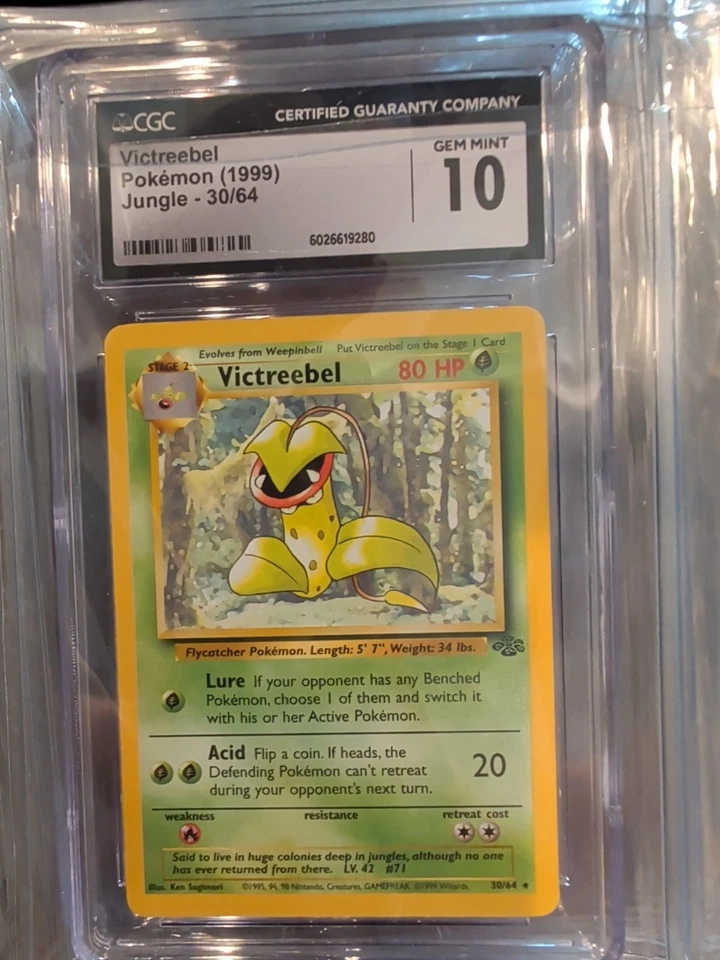 CGC
CERTIFIED GUARANTY COMPANY
Victreebel
Pokémon (1999)
Jungle - 30/64
GEM MINT
10
6026619280
Evolves from Weepinbell Put Victreebel on the Stage 1 Card
STAGE 2
Victreebel 80 HP
Flycatcher Pokémon. Length: 5' 7", Weight: 34 lbs.
Lure If your opponent has any Benched
Pokémon, choose 1 of them and switch it
with his or her Active Pokémon.
Acid Flip a coin. If heads, the
Defending Pokémon can't retreat
during your opponent's next turn.
20
weakness resistance retreat cost
Said to live in huge colonies deep in jungles, although no one
has ever returned from there. LV. 42 #71
Illus. Ken Sugimori ©1995, 96, 98 Nintendo, Creatures, GAMEFREAK. ©1999 Wizards. 30/64 ★